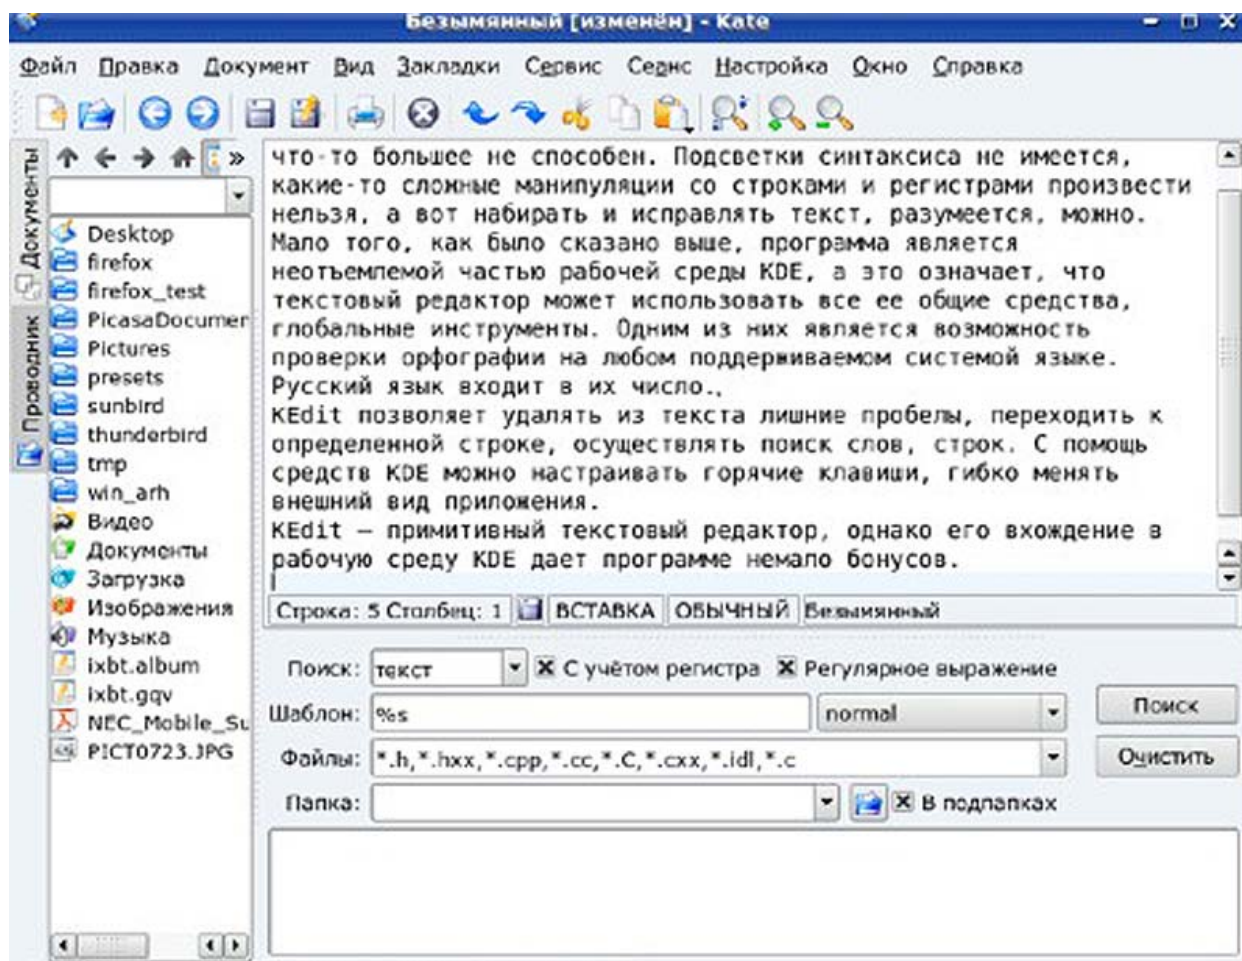 Безымянный [изменён] - Kate
Файл Правка Документ Вид Закладки Сервис Сеанс Настройка Окно Справка
Документы
Проводник
Desktop
firefox
firefox_test
PicasaDocumer
Pictures
presets
sunbird
thunderbird
tmp
win_arh
Видео
Документы
Загрузка
Изображения
Музыка
ixbt.album
ixbt.gqv
NEC_Mobile_Su
PICT0723.JPG
что-то большее не способен. Подсветки синтаксиса не имеется,
какие-то сложные манипуляции со строками и регистрами произвести
нельзя, а вот набирать и исправлять текст, разумеется, можно.
Мало того, как было сказано выше, программа является
неотъемлемой частью рабочей среды KDE, а это означает, что
текстовый редактор может использовать все ее общие средства,
глобальные инструменты. Одним из них является возможность
проверки орфографии на любом поддерживаемом системой языке.
Русский язык входит в их число.,
KEdit позволяет удалять из текста лишние пробелы, переходить к
определенной строке, осуществлять поиск слов, строк. С помощь
средств KDE можно настраивать горячие клавиши, гибко менять
внешний вид приложения.
KEdit — примитивный текстовый редактор, однако его вхождение в
рабочую среду KDE дает программе немало бонусов.
Строка: 5 Столбец: 1 ВСТАВКА ОБЫЧНЫЙ Безымянный
Поиск: текст С учётом регистра Регулярное выражение
Шаблон: %s normal Поиск
Файлы: *.h,*.hxx,*.cpp,*.cc,*.C,*.cxx,*.idl,*.c Очистить
Папка: В подпапках